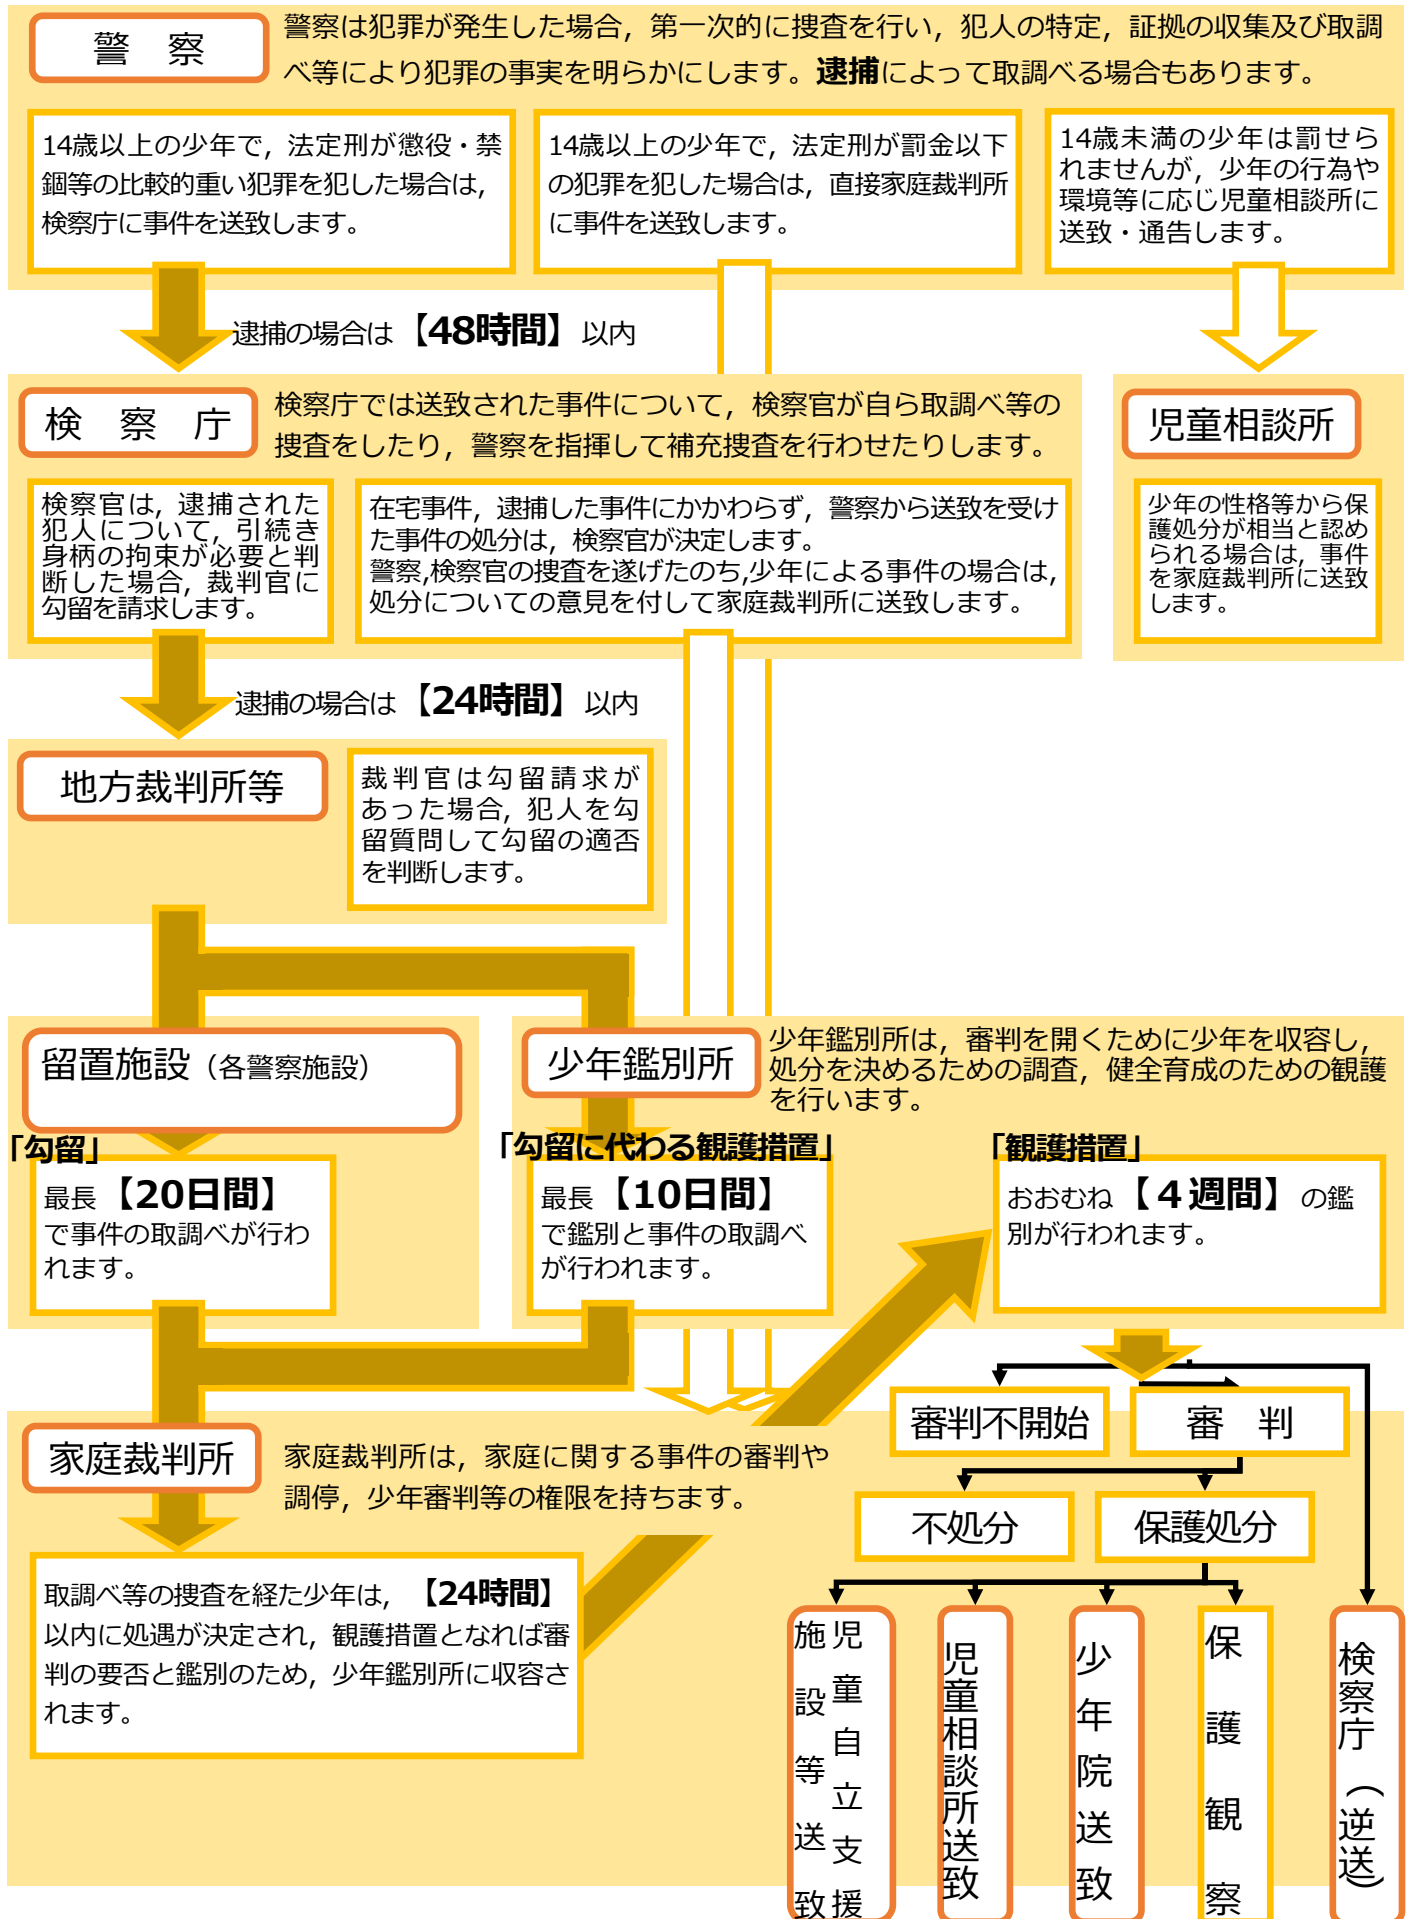 警　察
警察は犯罪が発生した場合，第一次的に捜査を行い，犯人の特定，証拠の収集及び取調
べ等により犯罪の事実を明らかにします。逮捕によって取調べる場合もあります。
14歳以上の少年で，法定刑が懲役・禁
錮等の比較的重い犯罪を犯した場合は，
検察庁に事件を送致します。
14歳以上の少年で，法定刑が罰金以下
の犯罪を犯した場合は，直接家庭裁判所
に事件を送致します。
14歳未満の少年は罰せら
れませんが，少年の行為や
環境等に応じ児童相談所に
送致・通告します。
逮捕の場合は【48時間】以内
検　察　庁
検察庁では送致された事件について，検察官が自ら取調べ等の
捜査をしたり，警察を指揮して補充捜査を行わせたりします。
児童相談所
検察官は，逮捕された
犯人について，引続き
身柄の拘束が必要と判
断した場合，裁判官に
勾留を請求します。
在宅事件，逮捕した事件にかかわらず，警察から送致を受け
た事件の処分は，検察官が決定します。
警察,検察官の捜査を遂げたのち,少年による事件の場合は，
処分についての意見を付して家庭裁判所に送致します。
少年の性格等から保
護処分が相当と認め
られる場合は，事件
を家庭裁判所に送致
します。
逮捕の場合は【24時間】以内
地方裁判所等
裁判官は勾留請求が
あった場合，犯人を勾
留質問して勾留の適否
を判断します。
留置施設（各警察施設）
少年鑑別所
少年鑑別所は，審判を開くために少年を収容し，
処分を決めるための調査，健全育成のための観護
を行います。
「勾留」
最長【20日間】
で事件の取調べが行わ
れます。
「勾留に代わる観護措置」
最長【10日間】
で鑑別と事件の取調べ
が行われます。
「観護措置」
おおむね【４週間】の鑑
別が行われます。
家庭裁判所
家庭裁判所は，家庭に関する事件の審判や
調停，少年審判等の権限を持ちます。
取調べ等の捜査を経た少年は，【24時間】
以内に処遇が決定され，観護措置となれば審
判の要否と鑑別のため，少年鑑別所に収容さ
れます。
審判不開始
審　判
不処分
保護処分
児童自立支援
施設等送致
児童相談所送致
少年院送致
保護観察
検察庁（逆送）